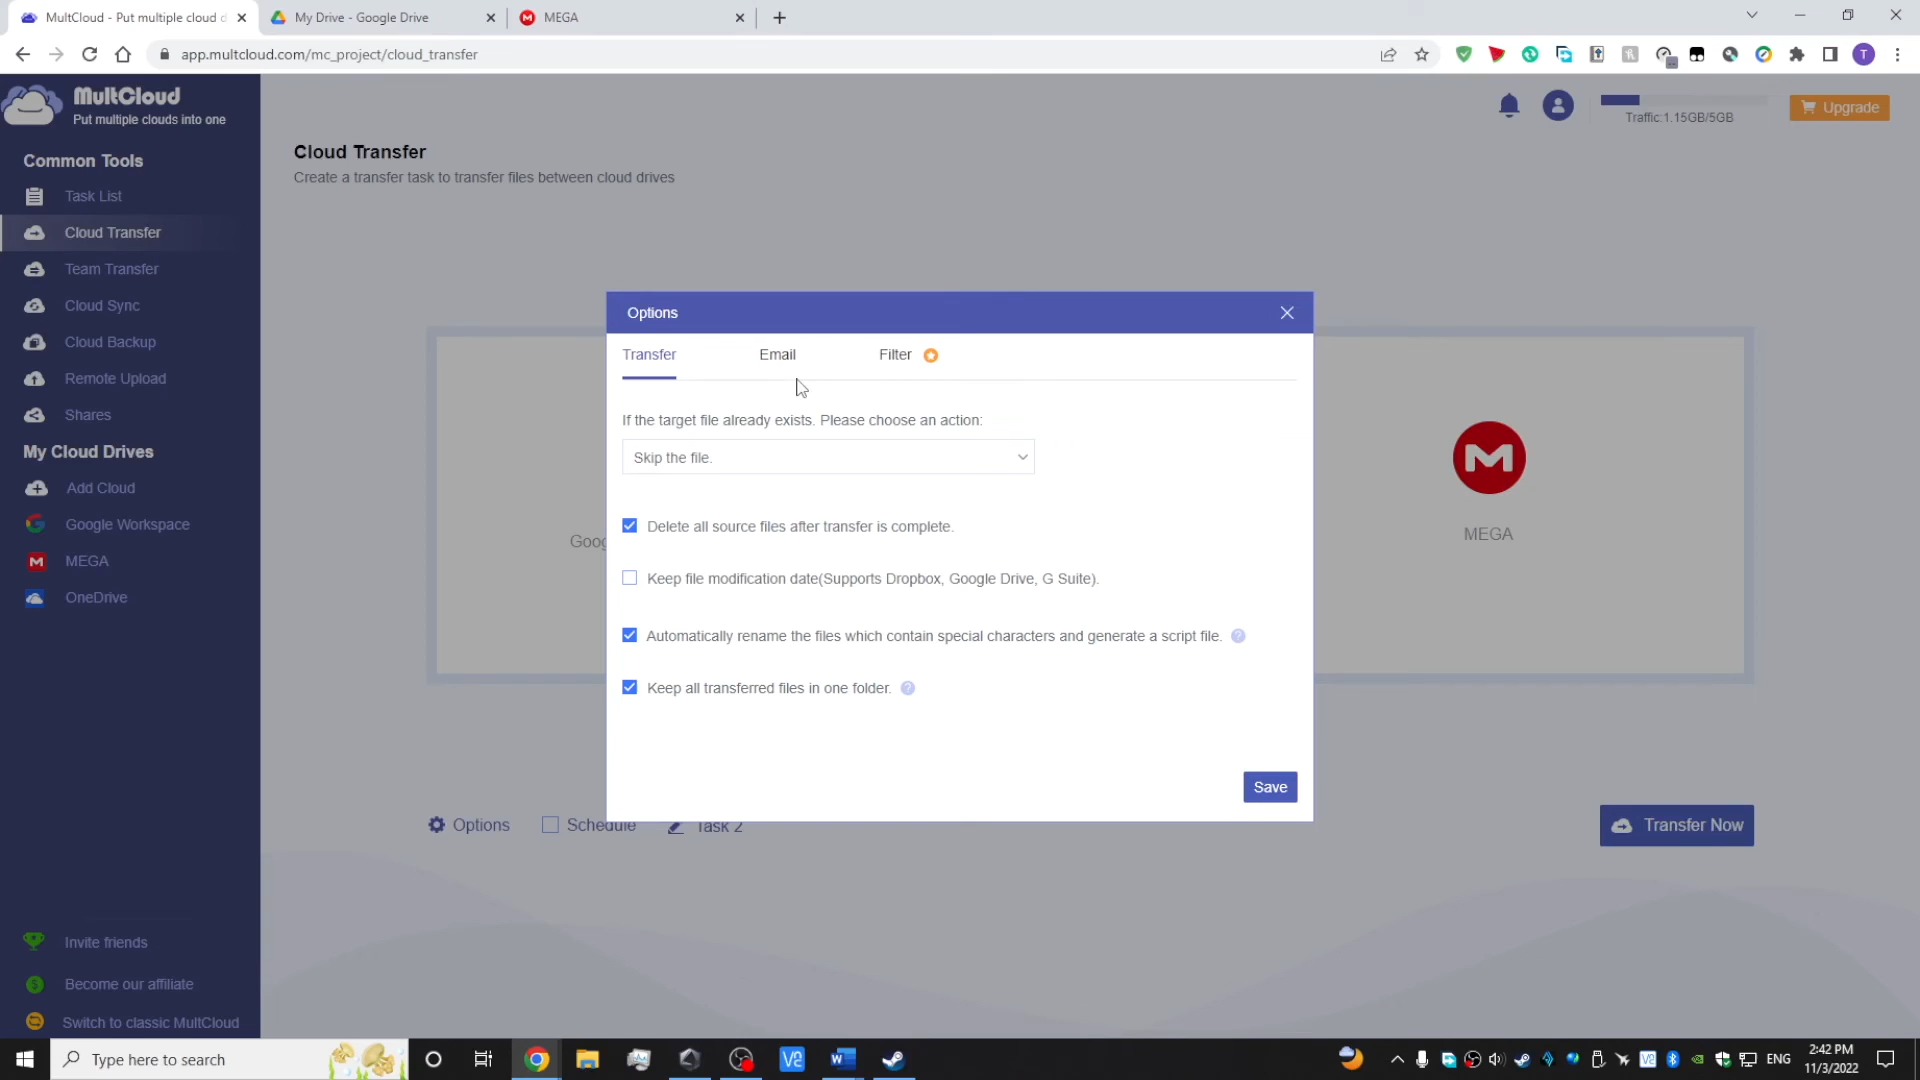 MultCloud - Put multiple cloud d
My Drive - Google Drive
MEGA
app.multcloud.com/mc_project/cloud_transfer
T
MultCloud
Put multiple clouds into one
Traffic:1.15GB/5GB
Upgrade
Common Tools
Task List
Cloud Transfer
Team Transfer
Cloud Sync
Cloud Backup
Remote Upload
Shares
My Cloud Drives
Add Cloud
Google Workspace
MEGA
OneDrive
Invite friends
Become our affiliate
Switch to classic MultCloud
Cloud Transfer
Create a transfer task to transfer files between cloud drives
Goog
MEGA
Options
Transfer
Email
Filter
If the target file already exists. Please choose an action:
Skip the file.
Delete all source files after transfer is complete.
Keep file modification date(Supports Dropbox, Google Drive, G Suite).
Automatically rename the files which contain special characters and generate a script file.
Keep all transferred files in one folder.
Save
Options
Schedule
Task 2
Transfer Now
Type here to search
ENG
2:42 PM
11/3/2022